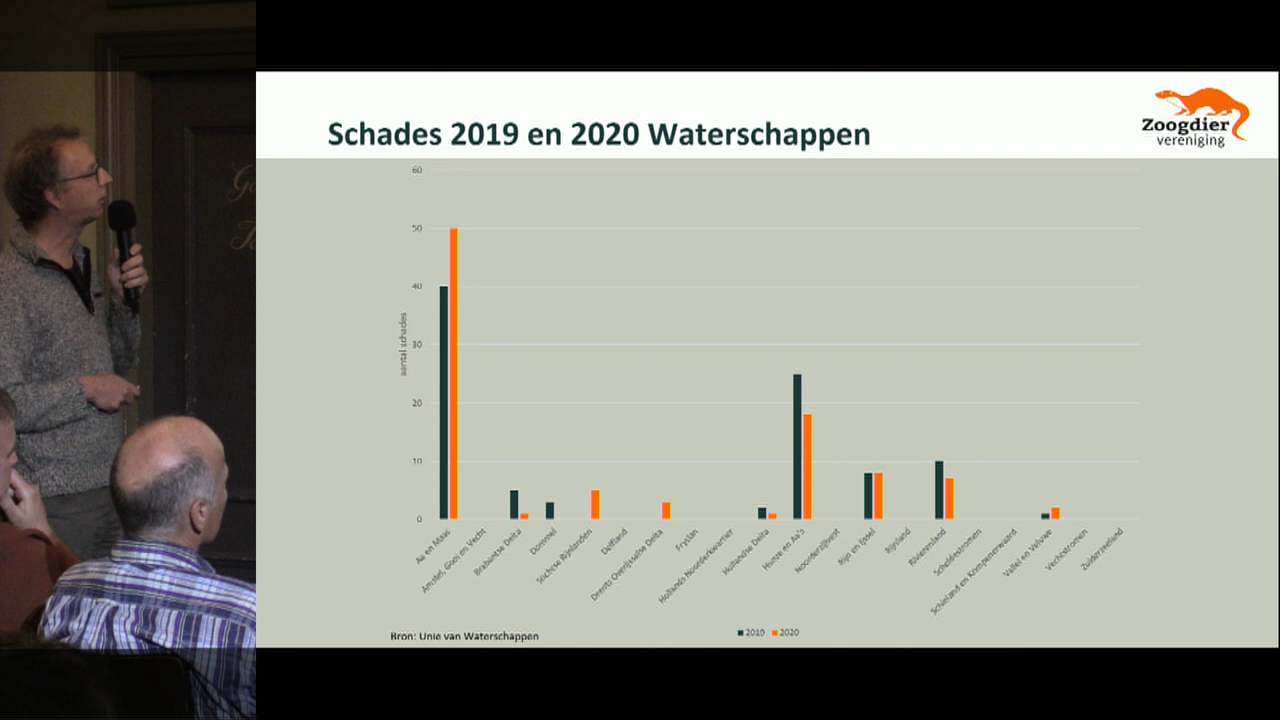 Schades 2019 en 2020 Waterschappen
Zoogdier
vereniging
60
50
40
30
20
10
0
aantal schades
Aa en Maas
Amstel, Gooi en Vecht
Brabantse Delta
Dommel
Stichtse Rijnlanden
Delfland
Drents Overijsselse Delta
Fryslân
Hollands Noorderkwartier
Hollandse Delta
Hunze en Aa's
Noorderzijlvest
Rijn en IJssel
Rijnland
Rivierenland
Scheldestromen
Schieland en Krimpenerwaard
Vallei en Veluwe
Vechtstromen
Zuiderzeeland
2019 2020
Bron: Unie van Waterschappen